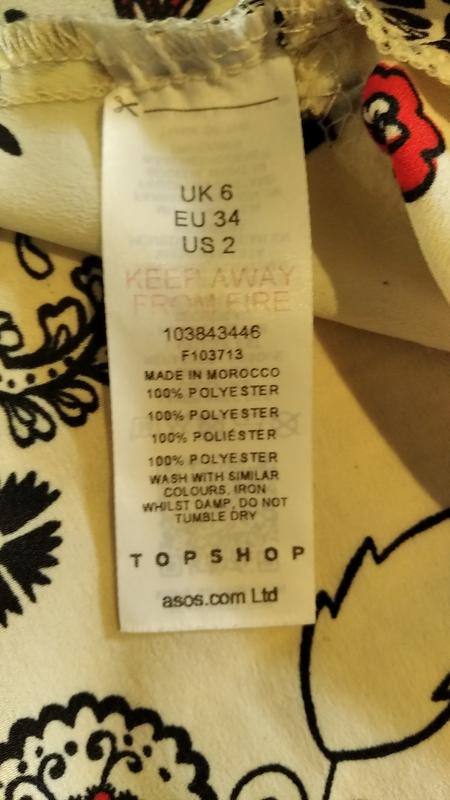 UK 6
EU 34
US 2
KEEP AWAY
FROM FIRE
103843446
F103713
MADE IN MOROCCO
100% POLYESTER
100% POLYESTER
100% POLIÉSTER
100% POLYESTER
WASH WITH SIMILAR
COLOURS, IRON
WHILST DAMP, DO NOT
TUMBLE DRY
TOPSHOP
asos.com Ltd